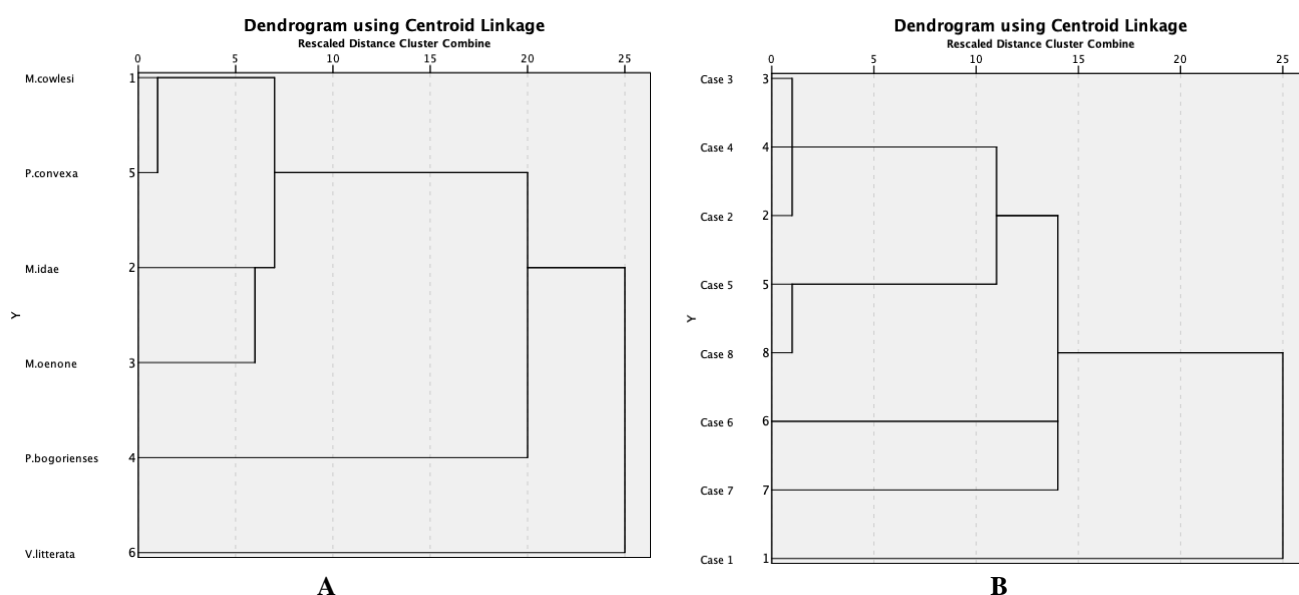 Dendrogram using Centroid Linkage
Rescaled Distance Cluster Combine
0 5 10 15 20 25
M.cowlesi 1
P.convexa 5
M.idae 2
Y
M.oenone 3
P.bogorienses 4
V.litterata 6
A
Dendrogram using Centroid Linkage
Rescaled Distance Cluster Combine
0 5 10 15 20 25
Case 3 3
Case 4 4
Case 2 2
Case 5 5
Y
Case 8 8
Case 6 6
Case 7 7
Case 1 1
B